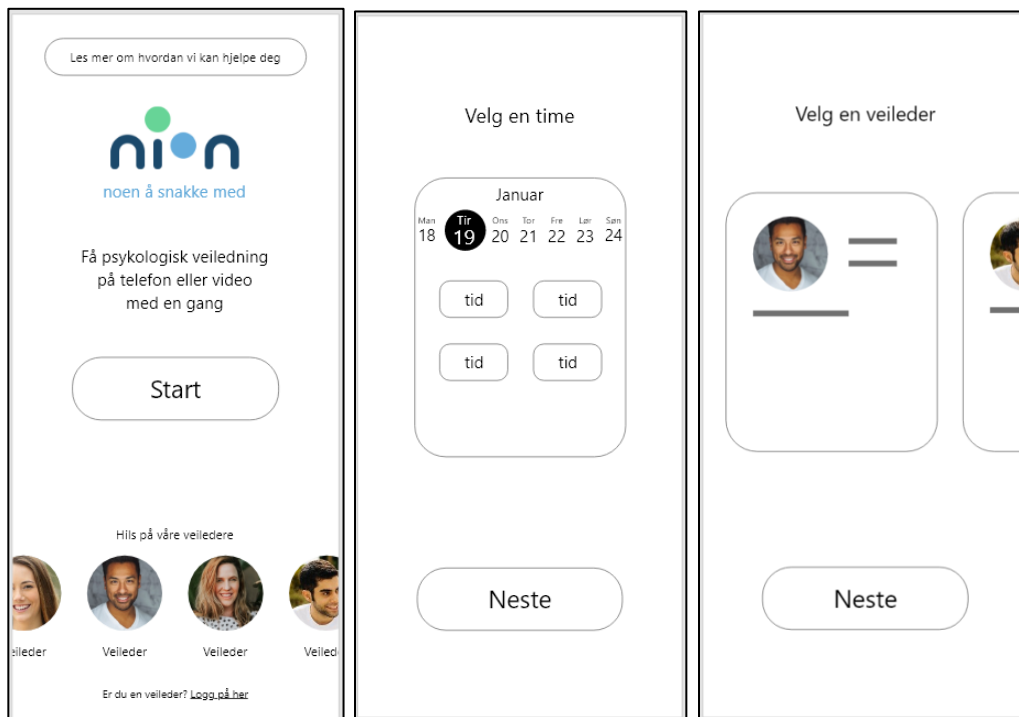 Les mer om hvordan vi kan hjelpe deg
nion
noen å snakke med
Få psykologisk veiledning
på telefon eller video
med en gang
Start
Hils på våre veiledere
eileder Veileder Veileder Veiled
Er du en veileder? Logg på her
Velg en time
Januar
Man Tir Ons Tor Fre Lør Søn
18 19 20 21 22 23 24
tid tid
tid tid
Neste
Velg en veileder
Neste